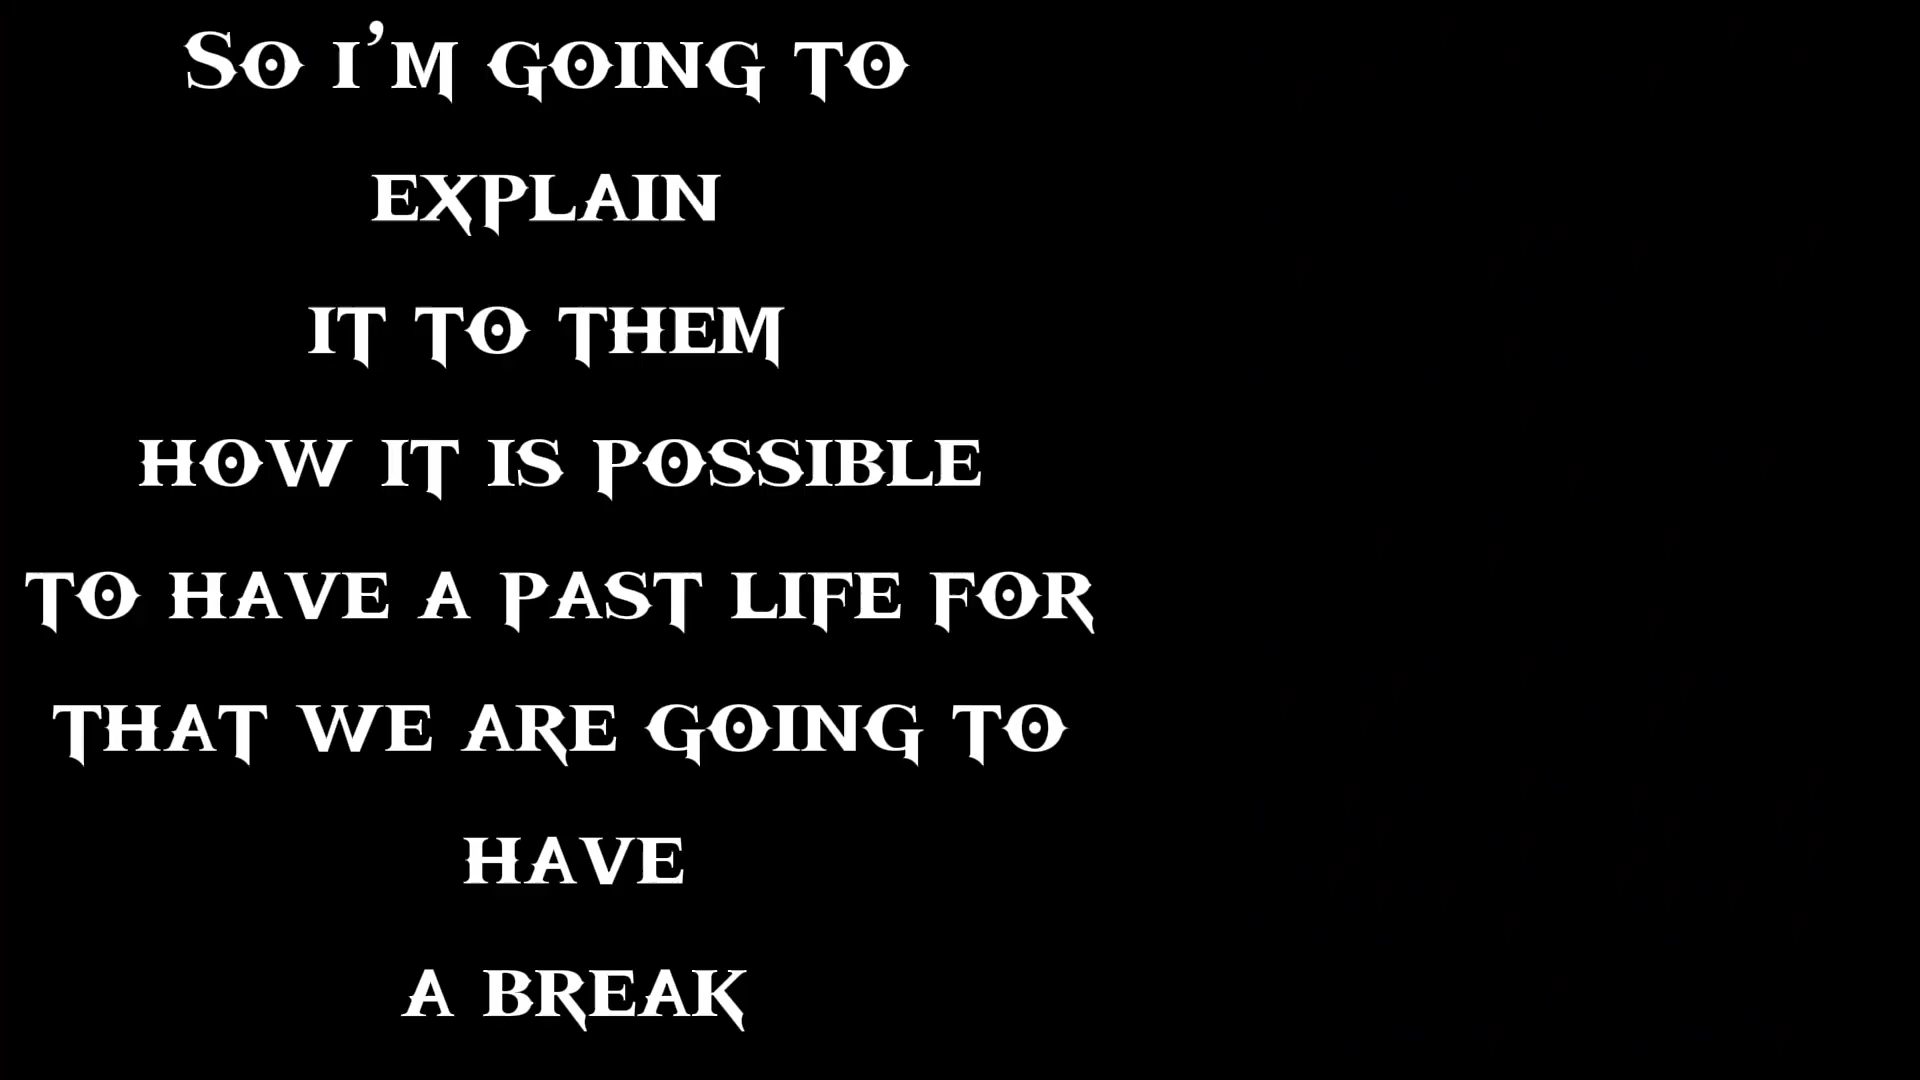 So i'm going to
explain
it to them
how it is possible
to have a past life for
that we are going to
have
a break